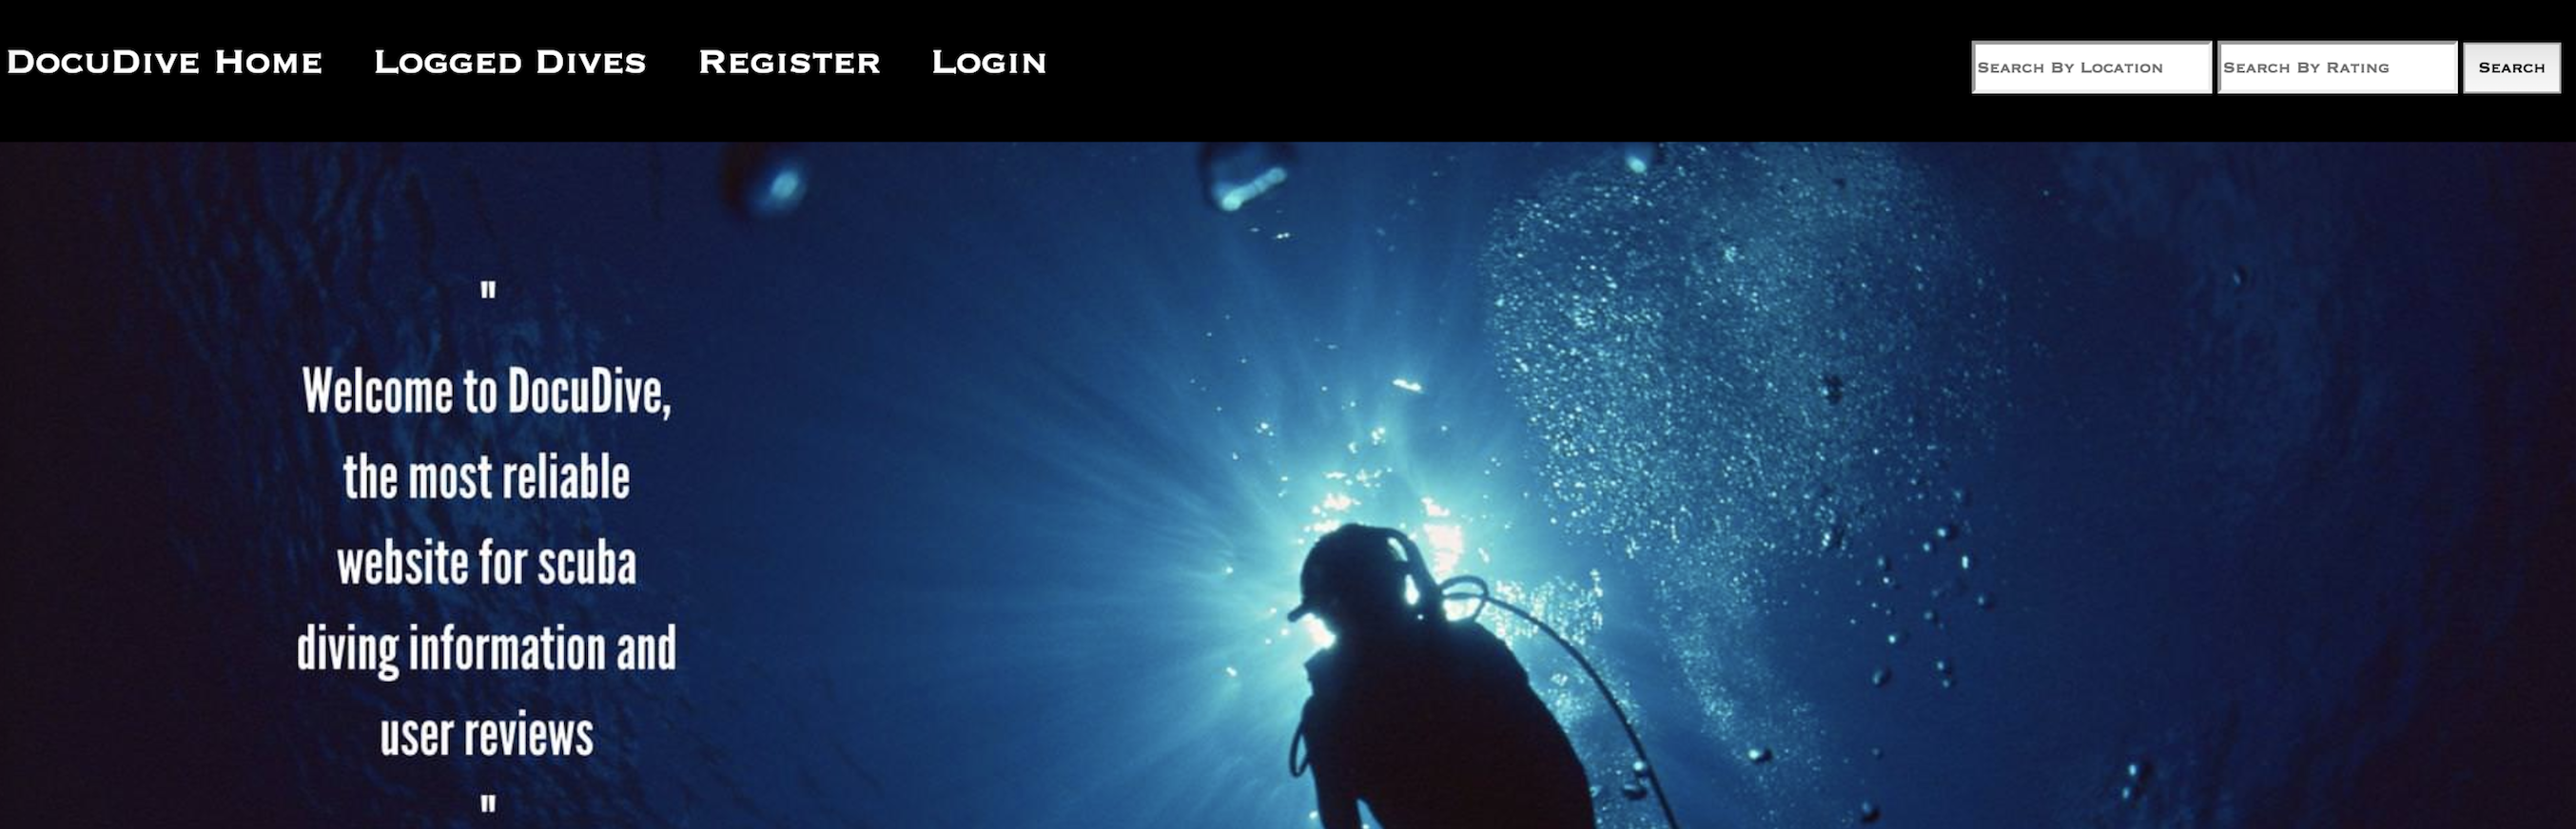 DocuDive Home Logged Dives Register Login Search By Location Search By Rating Search
"
Welcome to DocuDive,
the most reliable
website for scuba
diving information and
user reviews
"